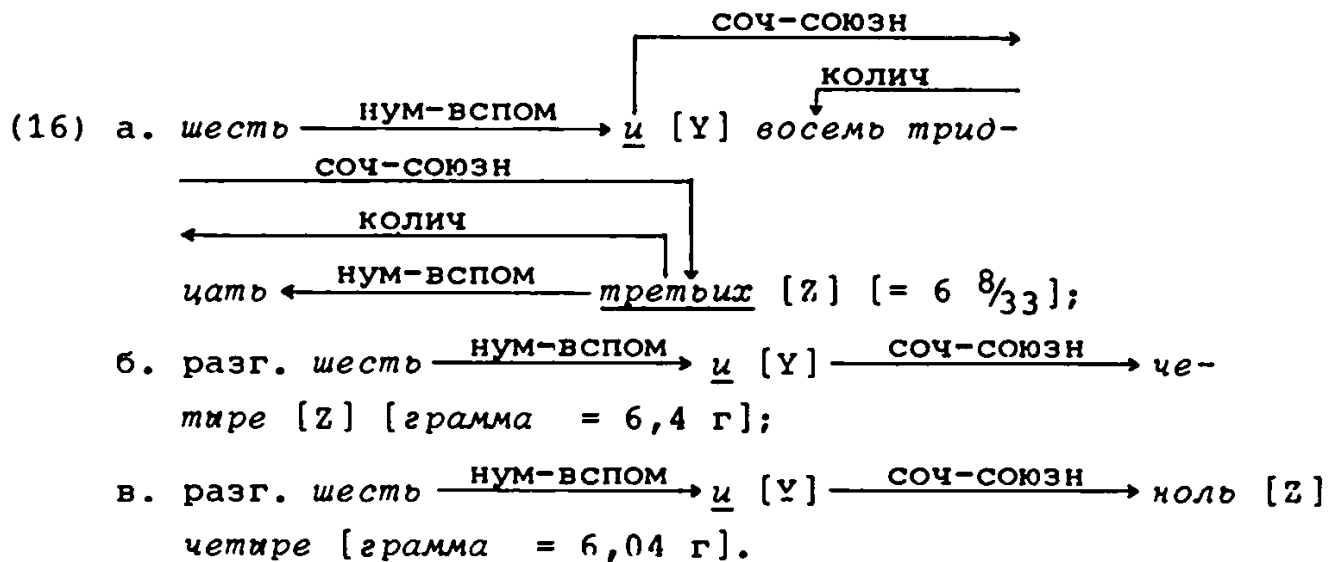 соч-союзн
колич
(16) а. шесть нум-вспом и [Y] восемь трид-
соч-союзн
колич
цать нум-вспом третьих [Z] [= 6 8/33];
нум-вспом соч-союзн
б. разг. шесть и [Y] че-
тыре [Z] [грамма = 6,4 г];
нум-вспом соч-союзн
в. разг. шесть и [Y] ноль [Z]
четыре [грамма = 6,04 г].